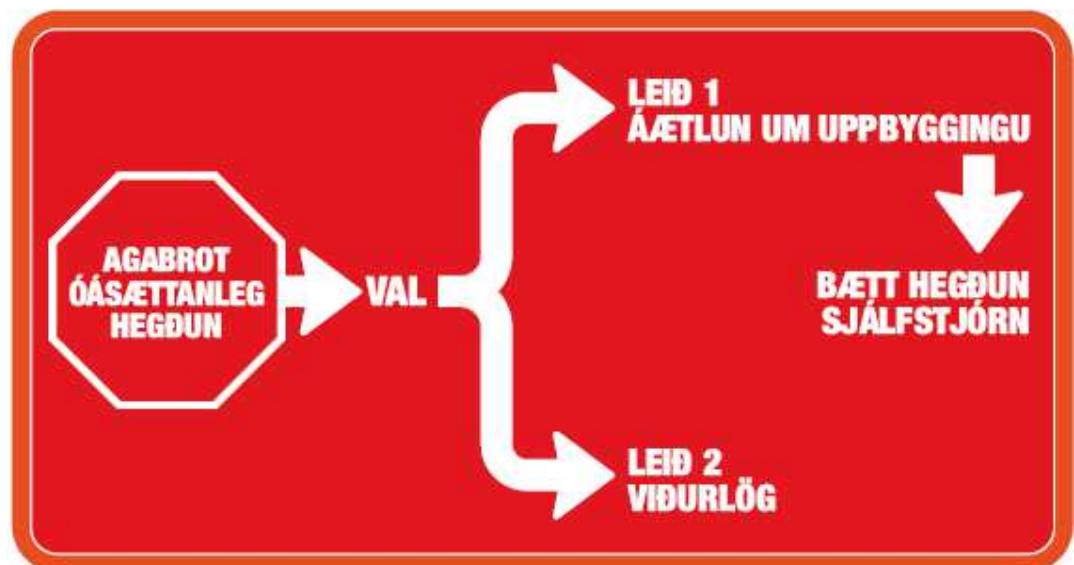 AGABROT
ÓÁSÆTTANLEG
HEGÐUN
VAL
LEIÐ 1
ÁÆTLUN UM UPPBYGGINGU
BÆTT HEGÐUN
SJÁLFSTJÓRN
LEIÐ 2
VIÐURLÖG